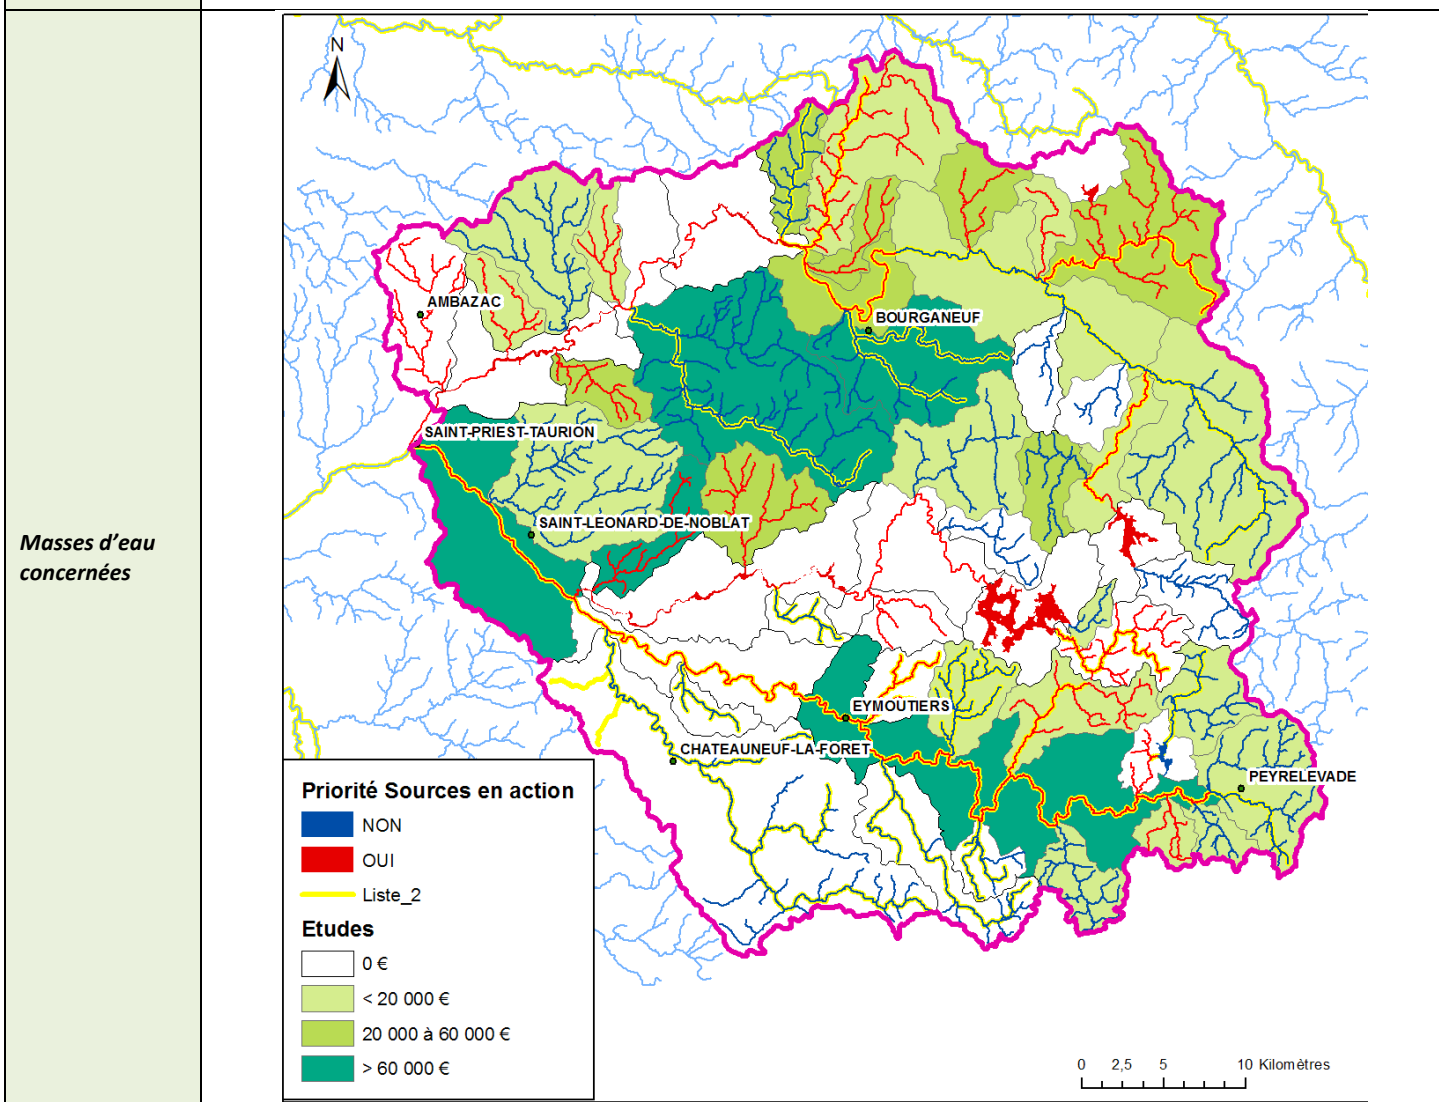 Masses d'eau
concernées
N
AMBAZAC
BOURGANEUF
SAINT-PRIEST-TAURION
SAINT-LEONARD-DE-NOBLAT
EYMOUTIERS
CHATEAUNEUF-LA-FORET
PEYRELEVADE
Priorité Sources en action
NON
OUI
Liste_2
Etudes
0 €
< 20 000 €
20 000 à 60 000 €
> 60 000 €
0 2,5 5 10 Kilomètres